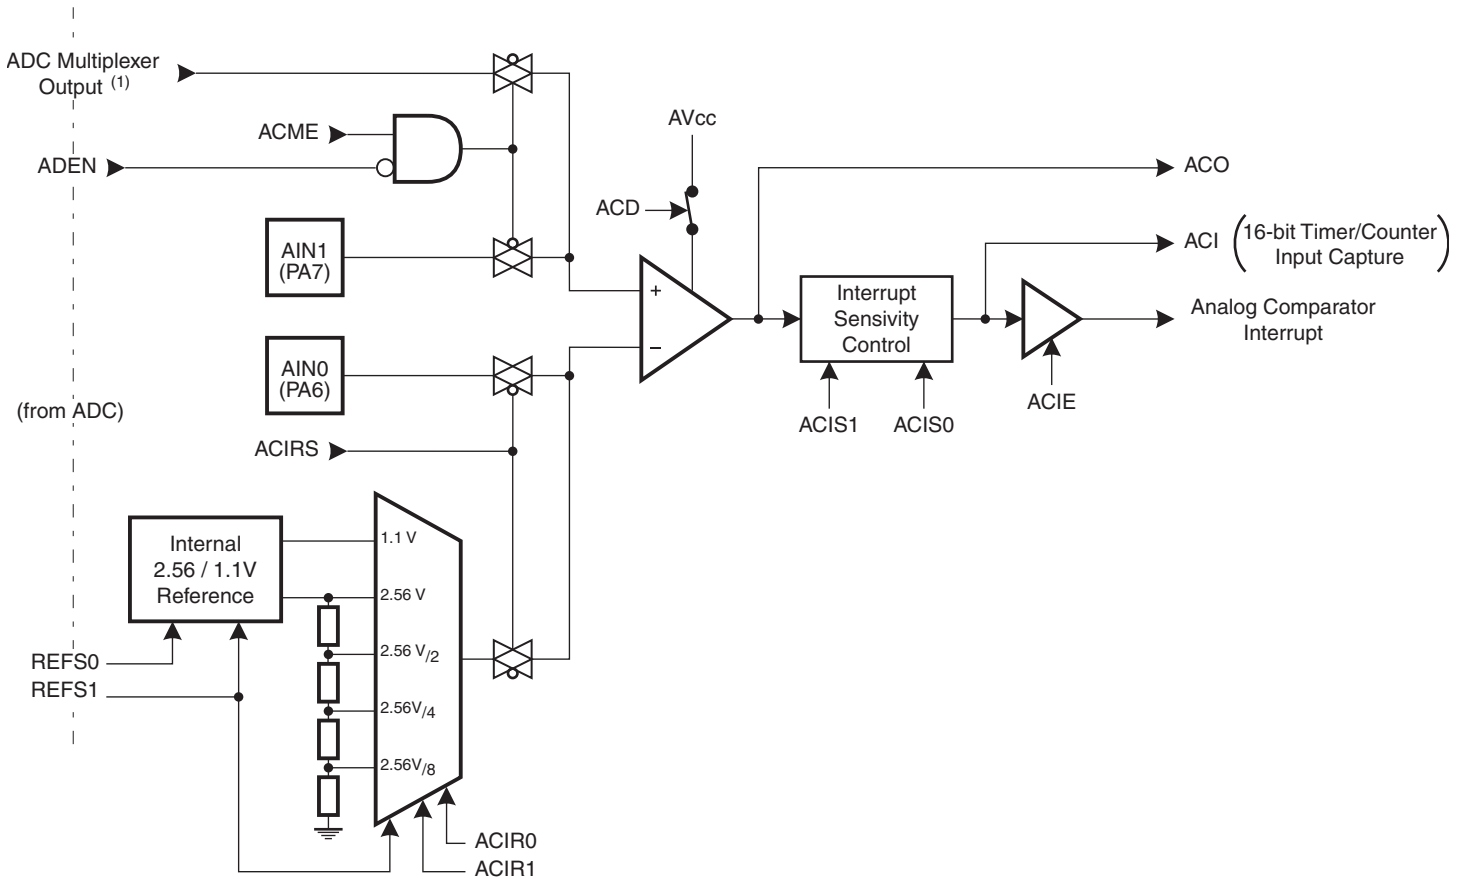 ADC Multiplexer
Output (1)
ACME
ADEN
AIN1
(PA7)
AIN0
(PA6)
(from ADC)
ACIRS
Internal
2.56 / 1.1V
Reference
REFS0
REFS1
1.1 V
2.56 V
2.56 V/2
2.56V/4
2.56V/8
ACIR0
ACIR1
AVcc
ACD
+
−
Interrupt
Sensivity
Control
ACIS1
ACIS0
ACIE
ACO
ACI (16-bit Timer/Counter
Input Capture)
Analog Comparator
Interrupt